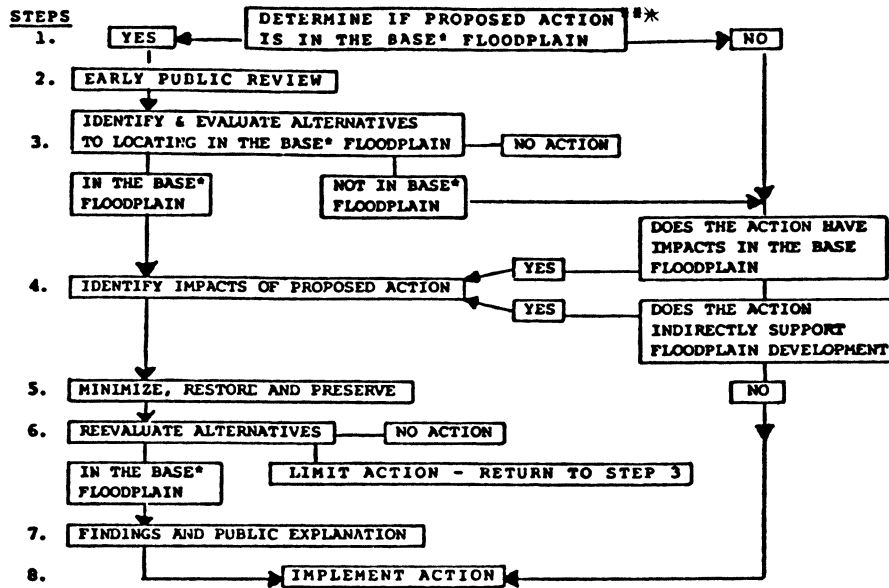 STEPS
1. YES
DETERMINE IF PROPOSED ACTION**
IS IN THE BASE* FLOODPLAIN
NO
2. EARLY PUBLIC REVIEW
3. IDENTIFY & EVALUATE ALTERNATIVES
TO LOCATING IN THE BASE* FLOODPLAIN
NO ACTION
IN THE BASE*
FLOODPLAIN
NOT IN BASE*
FLOODPLAIN
DOES THE ACTION HAVE
IMPACTS IN THE BASE
FLOODPLAIN
YES
4. IDENTIFY IMPACTS OF PROPOSED ACTION
YES
DOES THE ACTION
INDIRECTLY SUPPORT
FLOODPLAIN DEVELOPMENT
NO
5. MINIMIZE, RESTORE AND PRESERVE
6. REEVALUATE ALTERNATIVES
NO ACTION
IN THE BASE*
FLOODPLAIN
LIMIT ACTION - RETURN TO STEP 3
7. FINDINGS AND PUBLIC EXPLANATION
8. IMPLEMENT ACTION